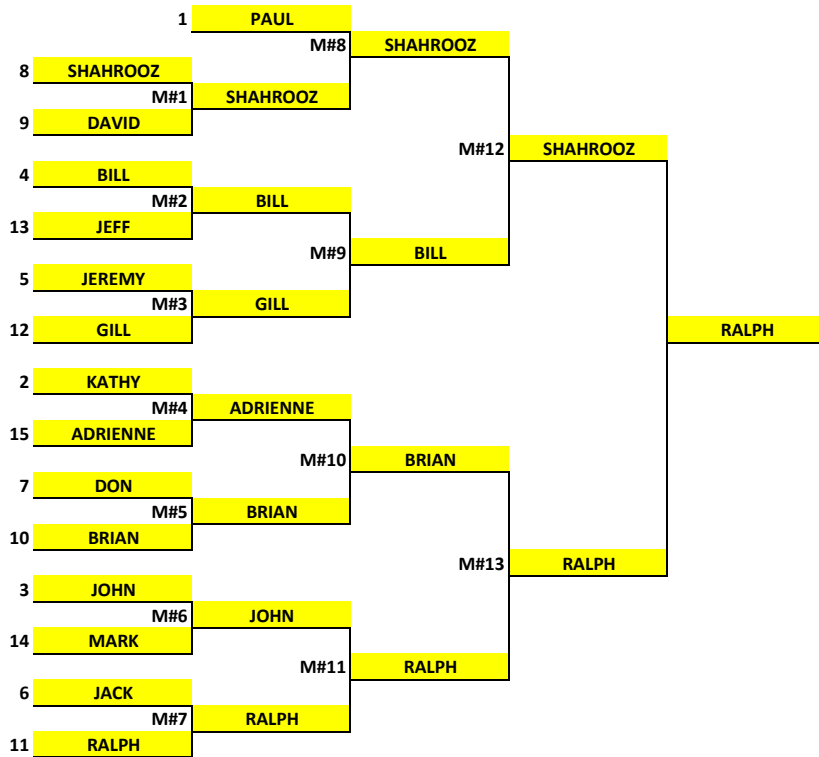 1 PAUL
M#8 SHAHROOZ
8 SHAHROOZ
M#1 SHAHROOZ
9 DAVID
M#12 SHAHROOZ
4 BILL
M#2 BILL
13 JEFF
M#9 BILL
5 JEREMY
M#3 GILL
12 GILL
RALPH
2 KATHY
M#4 ADRIENNE
15 ADRIENNE
M#10 BRIAN
7 DON
M#5 BRIAN
10 BRIAN
M#13 RALPH
3 JOHN
M#6 JOHN
14 MARK
M#11 RALPH
6 JACK
M#7 RALPH
11 RALPH